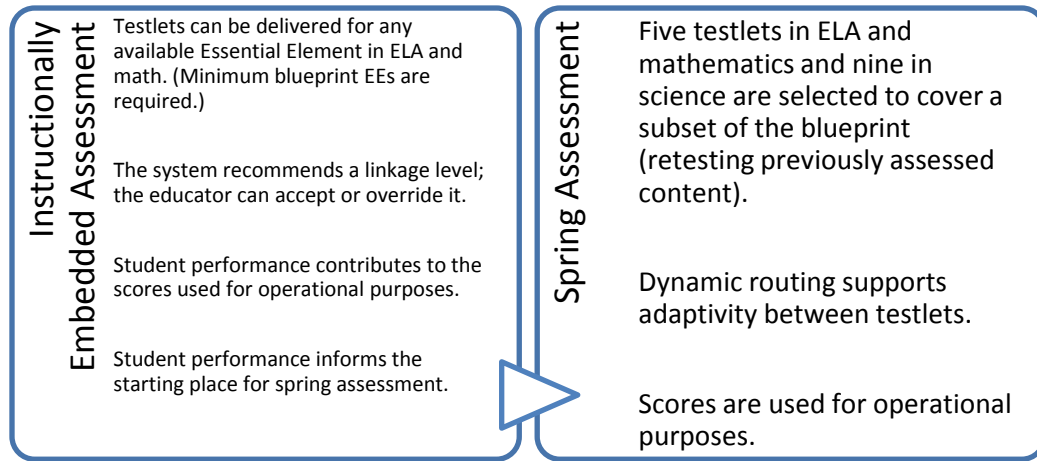 Instructionally
Embedded Assessment
Testlets can be delivered for any
available Essential Element in ELA and
math. (Minimum blueprint EEs are
required.)
The system recommends a linkage level;
the educator can accept or override it.
Student performance contributes to the
scores used for operational purposes.
Student performance informs the
starting place for spring assessment.
Spring Assessment
Five testlets in ELA and
mathematics and nine in
science are selected to cover a
subset of the blueprint
(retesting previously assessed
content).
Dynamic routing supports
adaptivity between testlets.
Scores are used for operational
purposes.